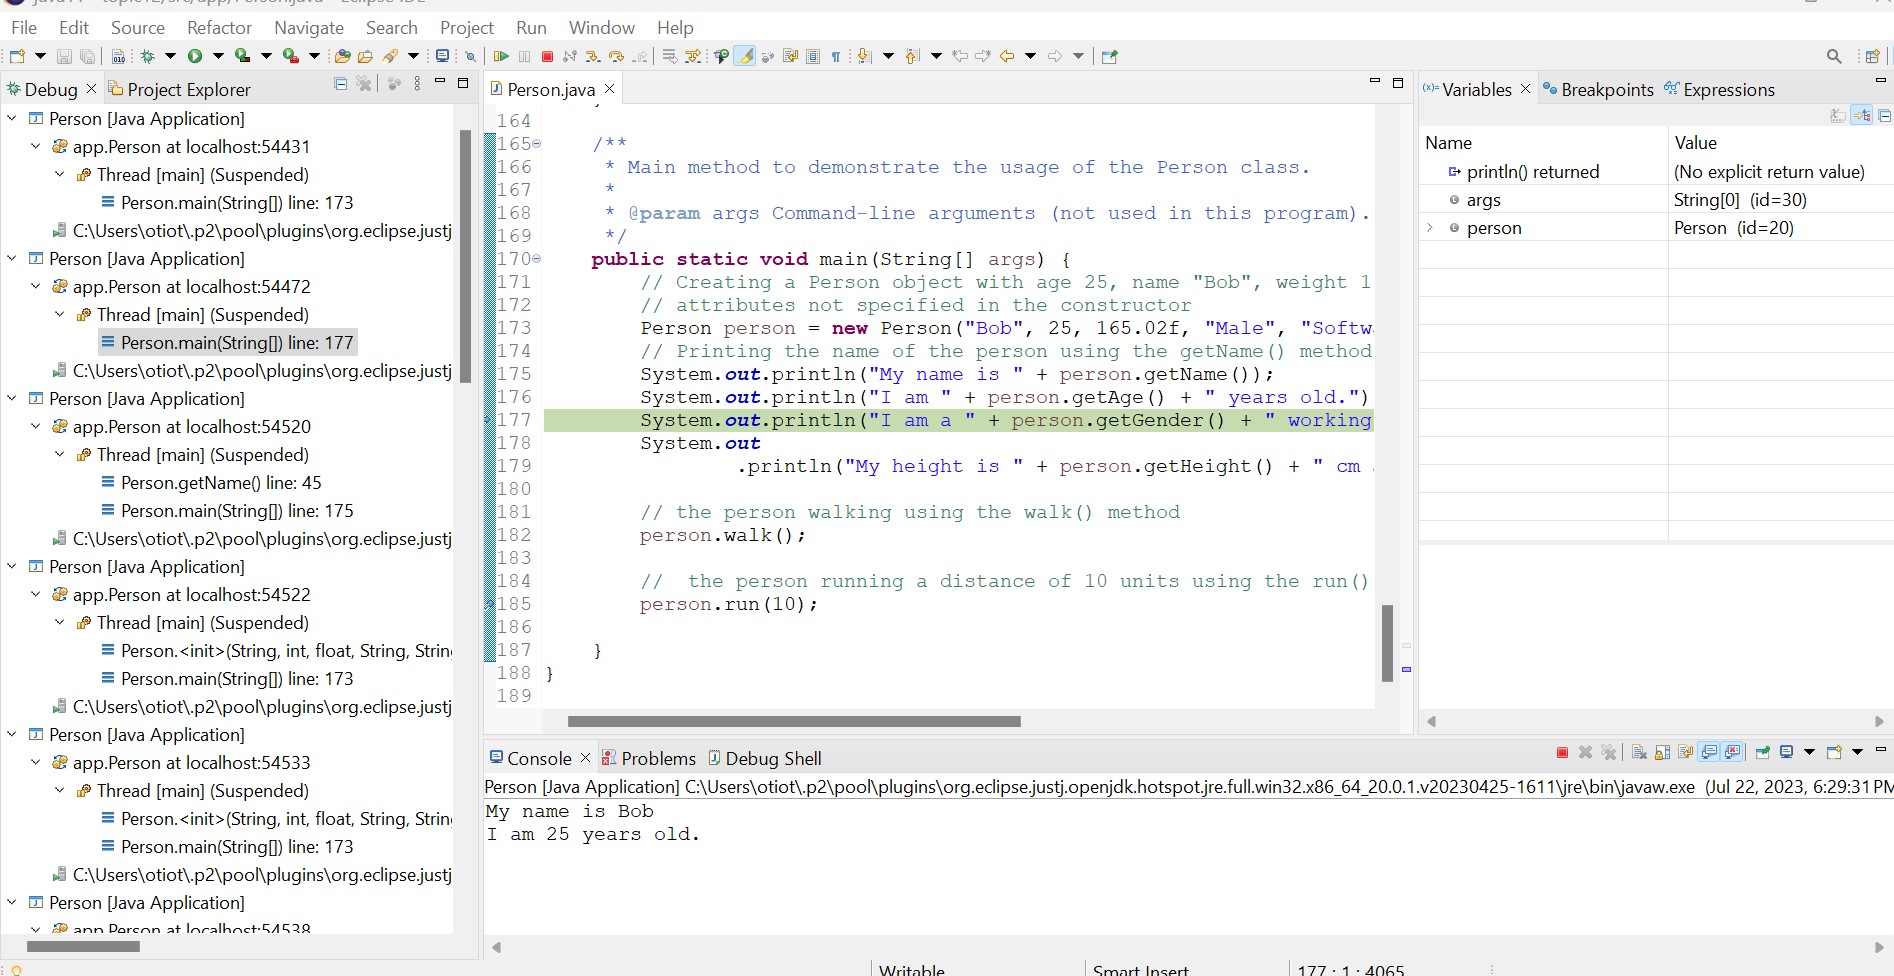 File Edit Source Refactor Navigate Search Project Run Window Help
Debug Project Explorer
Person [Java Application]
app.Person at localhost:54431
Thread [main] (Suspended)
Person.main(String[]) line: 173
C:\Users\otiot\.p2\pool\plugins\org.eclipse.justj
Person [Java Application]
app.Person at localhost:54472
Thread [main] (Suspended)
Person.main(String[]) line: 177
C:\Users\otiot\.p2\pool\plugins\org.eclipse.justj
Person [Java Application]
app.Person at localhost:54520
Thread [main] (Suspended)
Person.getName() line: 45
Person.main(String[]) line: 175
C:\Users\otiot\.p2\pool\plugins\org.eclipse.justj
Person [Java Application]
app.Person at localhost:54522
Thread [main] (Suspended)
Person.<init>(String, int, float, String, Strin
Person.main(String[]) line: 173
C:\Users\otiot\.p2\pool\plugins\org.eclipse.justj
Person [Java Application]
app.Person at localhost:54533
Thread [main] (Suspended)
Person.<init>(String, int, float, String, Strin
Person.main(String[]) line: 173
C:\Users\otiot\.p2\pool\plugins\org.eclipse.justj
Person [Java Application]
app.Person at localhost:54538
Person.java
164
165 /**
166 * Main method to demonstrate the usage of the Person class.
167 *
168 * @param args Command-line arguments (not used in this program).
169 */
170 public static void main(String[] args) {
171 // Creating a Person object with age 25, name "Bob", weight 1
172 // attributes not specified in the constructor
173 Person person = new Person("Bob", 25, 165.02f, "Male", "Softw
174 // Printing the name of the person using the getName() method
175 System.out.println("My name is " + person.getName());
176 System.out.println("I am " + person.getAge() + " years old.")
177 System.out.println("I am a " + person.getGender() + " working
178 System.out
179 .println("My height is " + person.getHeight() + " cm
180
181 // the person walking using the walk() method
182 person.walk();
183
184 // the person running a distance of 10 units using the run()
185 person.run(10);
186
187 }
188 }
189
Variables Breakpoints Expressions
Name Value
println() returned (No explicit return value)
args String[0] (id=30)
person Person (id=20)
Console Problems Debug Shell
Person [Java Application] C:\Users\otiot\.p2\pool\plugins\org.eclipse.justj.openjdk.hotspot.jre.full.win32.x86_64_20.0.1.v20230425-1611\jre\bin\javaw.exe (Jul 22, 2023, 6:29:31 PM
My name is Bob
I am 25 years old.
Writable Smart Insert 177 : 1 : 4065